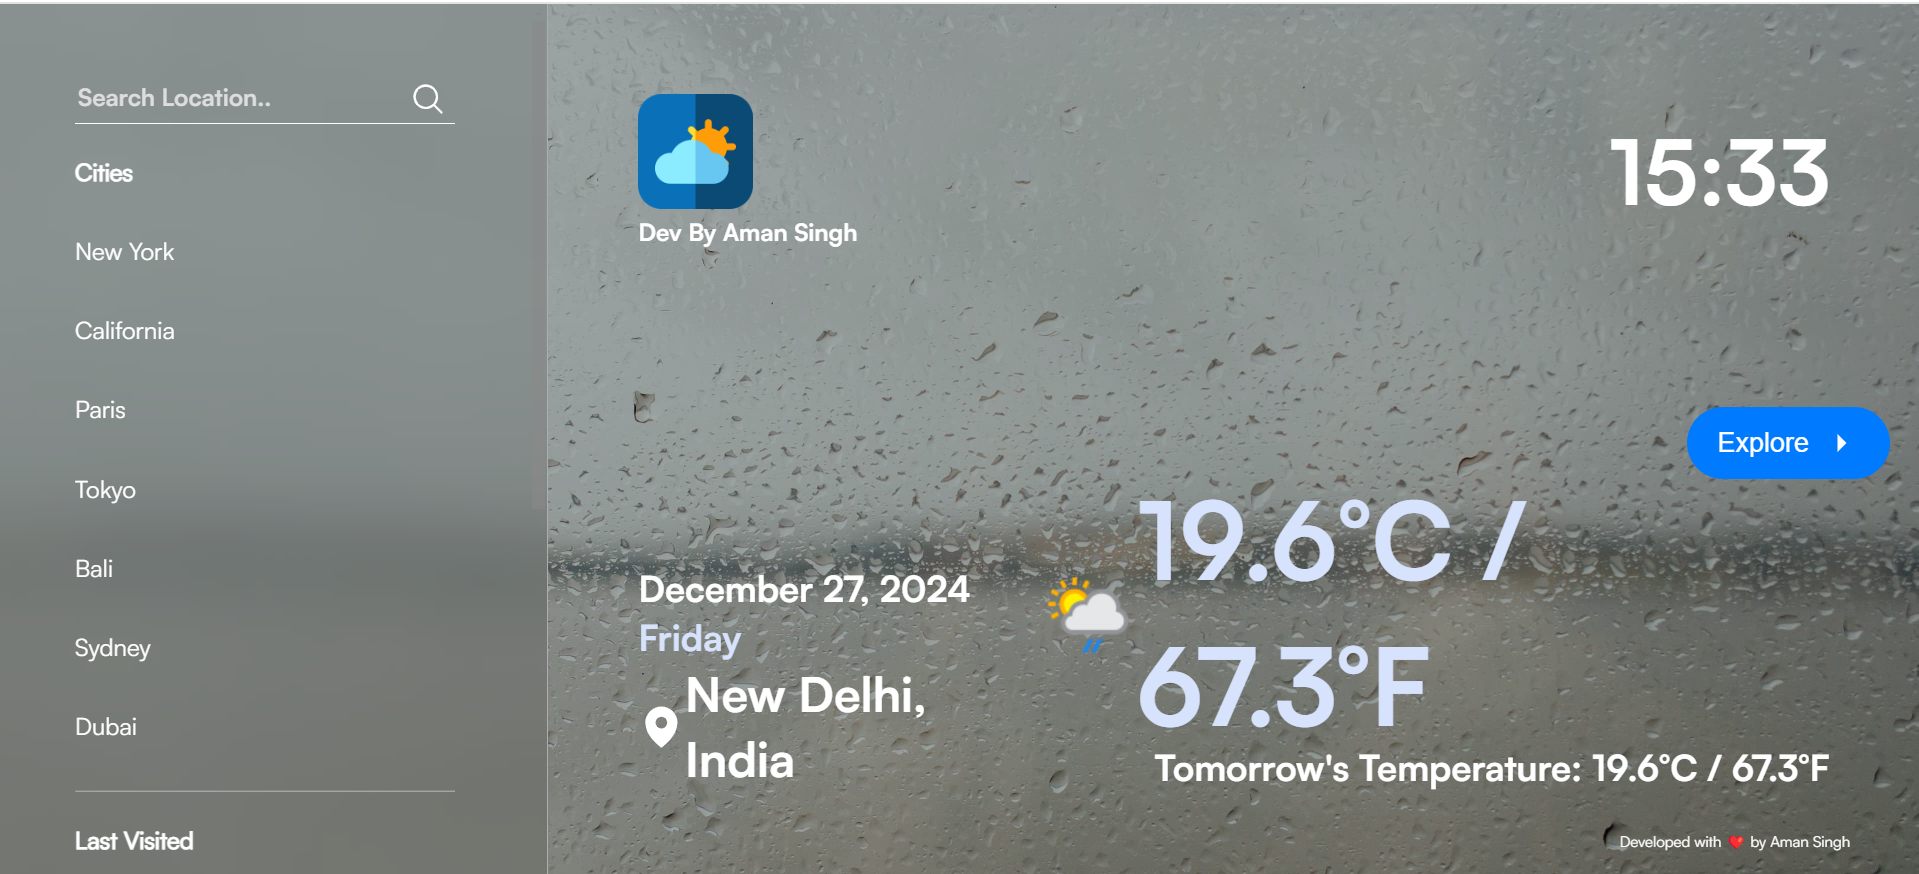 Search Location..
Cities
New York
California
Paris
Tokyo
Bali
Sydney
Dubai
Last Visited
Dev By Aman Singh
15:33
Explore
December 27, 2024
Friday
New Delhi,
India
19.6°C /
67.3°F
Tomorrow's Temperature: 19.6°C / 67.3°F
Developed with ❤️ by Aman Singh